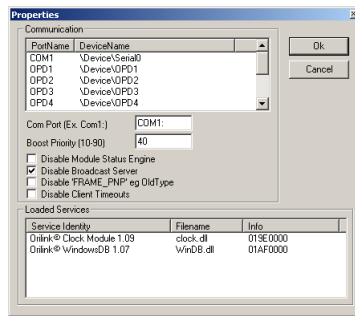 Properties
Communication
PortName DeviceName
COM1 \Device\Serial0
OPD1 \Device\OPD1
OPD2 \Device\OPD2
OPD3 \Device\OPD3
OPD4 \Device\OPD4
Ok
Cancel
Com Port (Ex. Com1:) COM1:
Boost Priority (10-90) 40
Disable Module Status Engine
Disable Broadcast Server
Disable 'FRAME_PNP' eg OldType
Disable Client Timeouts
Loaded Services
Service Identity Filename Info
Orilink© Clock Module 1.09 clock.dll 019E0000
Orilink© WindowsDB 1.07 WinDB.dll 01AF0000